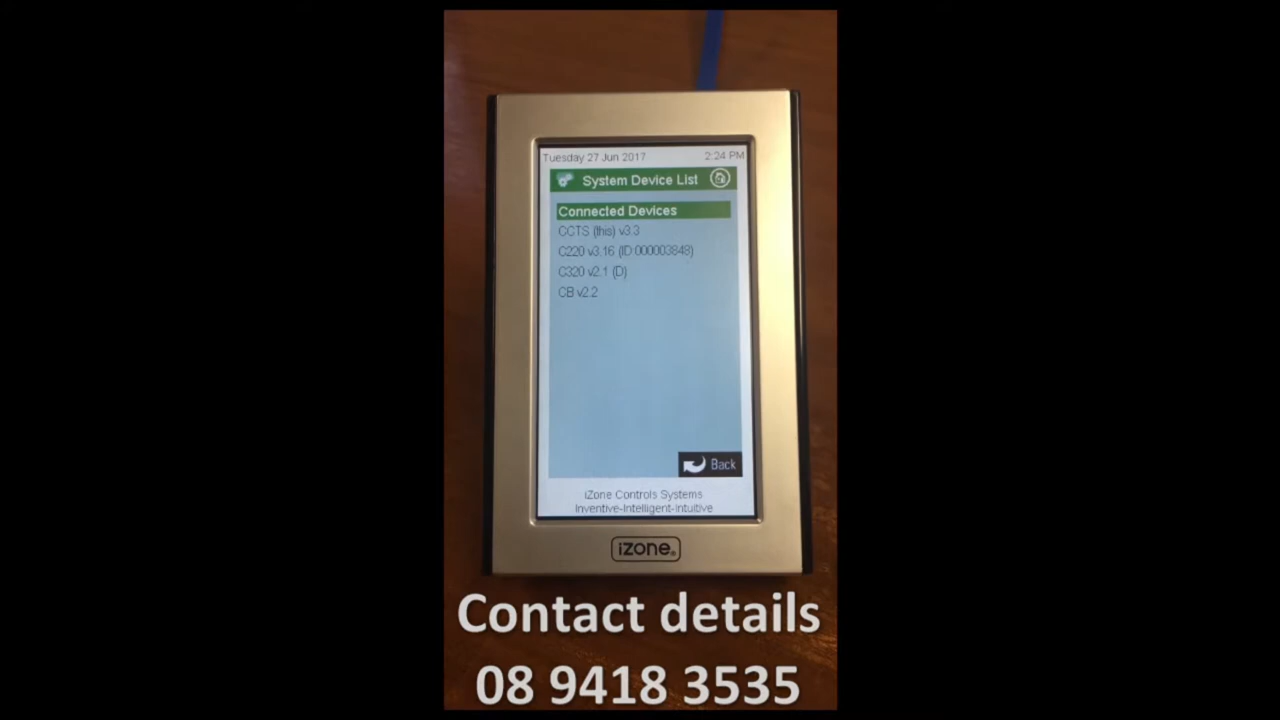 Tuesday 27 Jun 2017 2:24 PM
System Device List
Connected Devices
CCTS (this) v3.3
C220 v3.16 (ID:000003848)
C320 v2.1 (D)
CB v2.2
Back
iZone Controls Systems
Inventive-Intelligent-Intuitive
iZONE®
Contact details
08 9418 3535